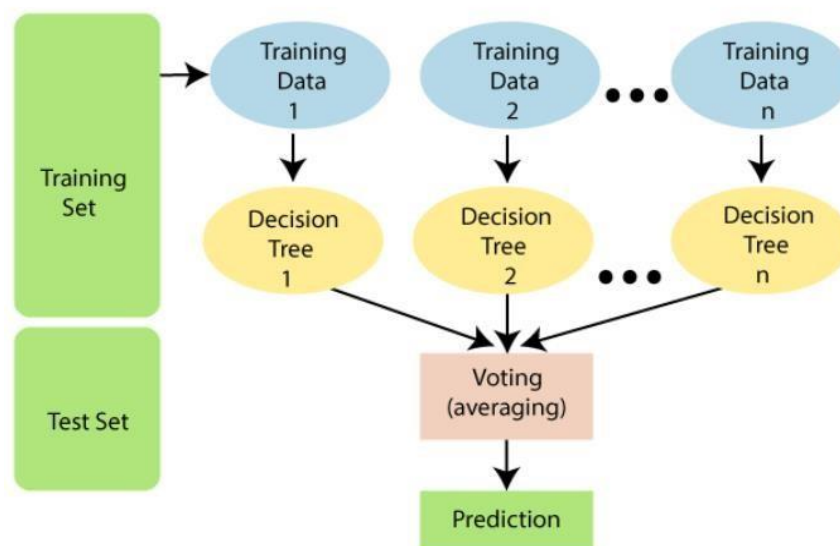 Training
Set
Test Set
Training
Data
1
Training
Data
2
Training
Data
n
Decision
Tree
1
Decision
Tree
2
Decision
Tree
n
Voting
(averaging)
Prediction